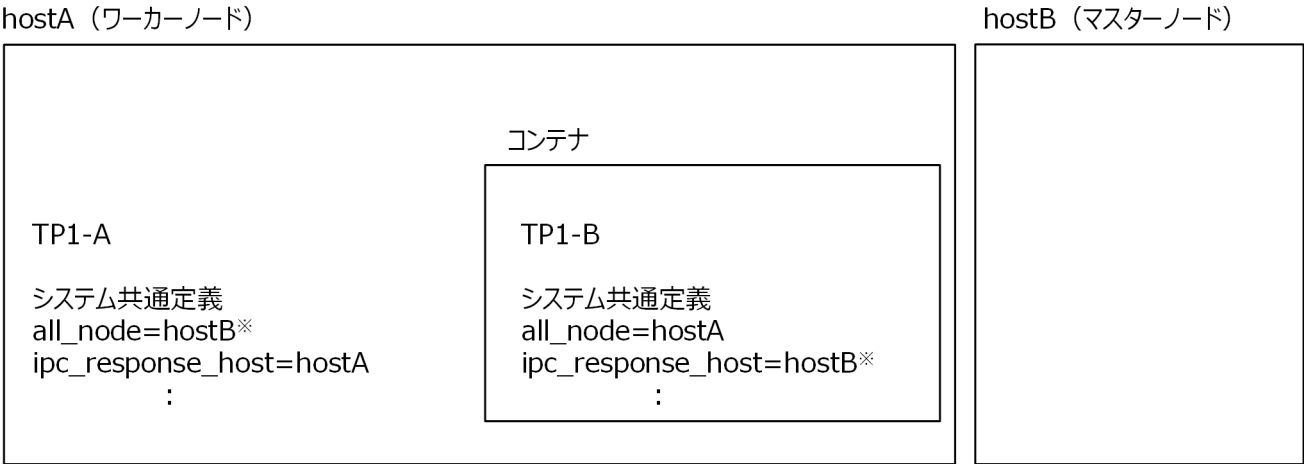 hostA（ワーカーノード）
hostB（マスターノード）
コンテナ
TP1-A
システム共通定義
all_node=hostB※
ipc_response_host=hostA
：
TP1-B
システム共通定義
all_node=hostA
ipc_response_host=hostB※
：